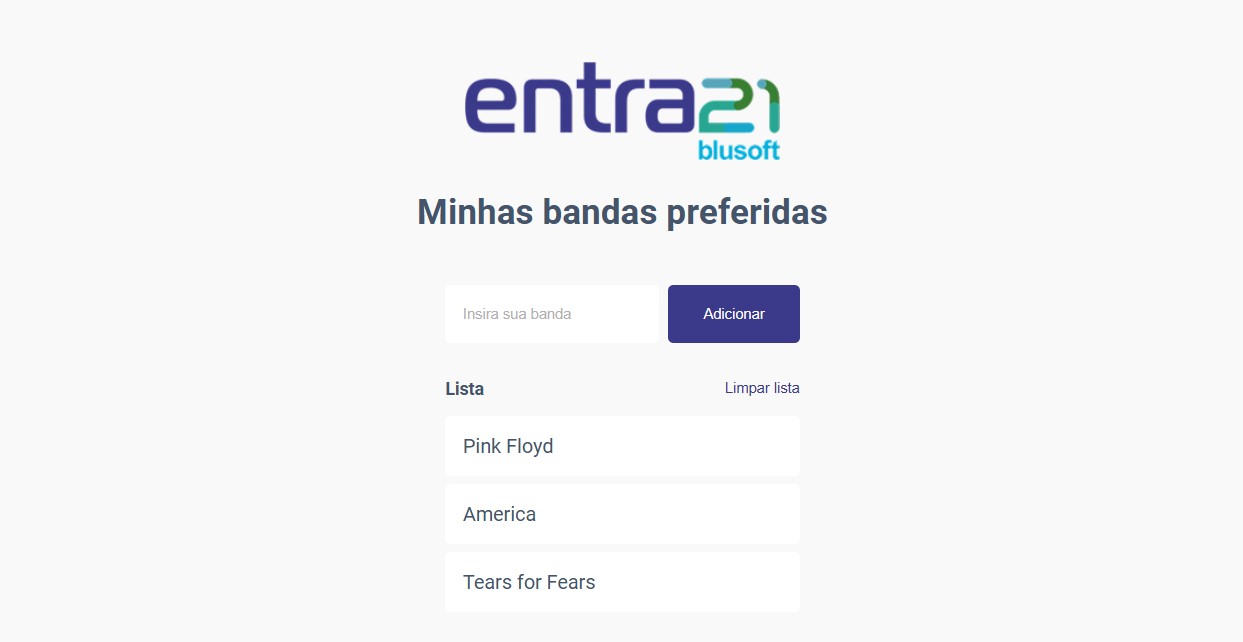 entra21
blusoft
Minhas bandas preferidas
Insira sua banda
Adicionar
Lista
Limpar lista
Pink Floyd
America
Tears for Fears